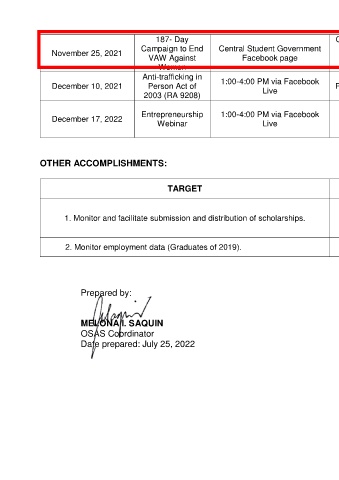 November 25, 2021
187- Day
Campaign to End
VAW Against
Women
Central Student Government
Facebook page
December 10, 2021
Anti-trafficking in
Person Act of
2003 (RA 9208)
1:00-4:00 PM via Facebook
Live
December 17, 2022
Entrepreneurship
Webinar
1:00-4:00 PM via Facebook
Live
OTHER ACCOMPLISHMENTS:
TARGET
1. Monitor and facilitate submission and distribution of scholarships.
2. Monitor employment data (Graduates of 2019).
Prepared by:
MELONA I. SAQUIN
OSAS Coordinator
Date prepared: July 25, 2022